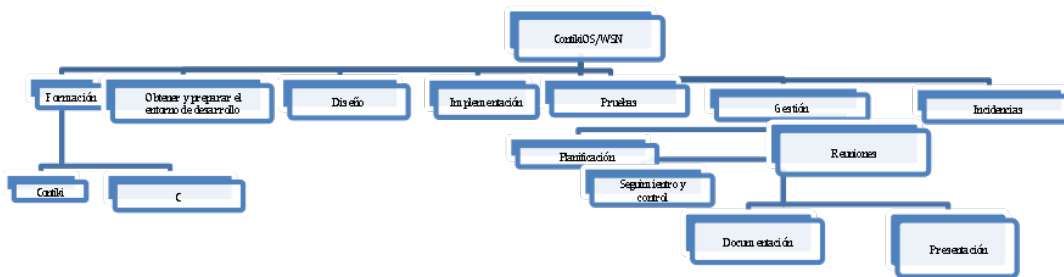 ContikiOS/WSN
Formación
Obtener y preparar el
entorno de desarrollo
Diseño
Implementación
Pruebas
Gestión
Incidencias
Planificación
Reuniones
Contiki
C
Seguimientro y
control
Documentación
Presentación